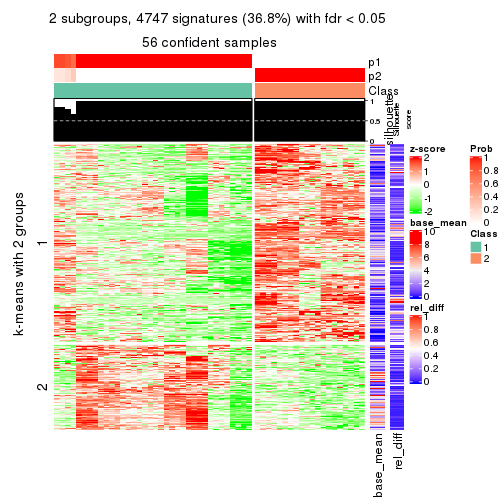 2 subgroups, 4747 signatures (36.8%) with fdr < 0.05
56 confident samples
p1
p2
Class
1
0.5
0
silhouette
Silhouette
score
k-means with 2 groups
1
2
base_mean
rel_diff
z-score
2
1
0
-1
-2
base_mean
10
8
6
4
2
0
rel_diff
1
0.8
0.6
0.4
0.2
0
Prob
1
0.8
0.6
0.4
0.2
0
Class
1
2